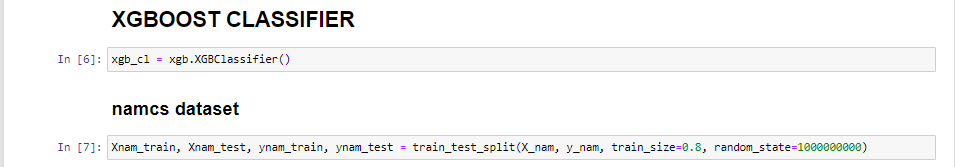 XGBOOST CLASSIFIER
In [6]: xgb_cl = xgb.XGBClassifier()
namcs dataset
In [7]: Xnam_train, Xnam_test, ynam_train, ynam_test = train_test_split(X_nam, y_nam, train_size=0.8, random_state=1000000000)